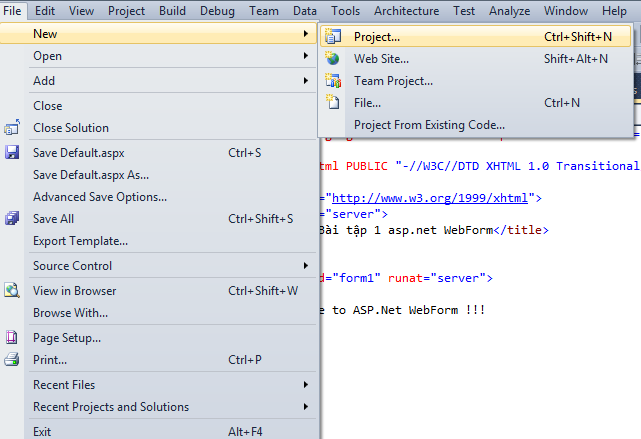 File Edit View Project Build Debug Team Data Tools Architecture Test Analyze Window Help
New
Open
Add
Close
Close Solution
Save Default.aspx Ctrl+S
Save Default.aspx As...
Advanced Save Options...
Save All Ctrl+Shift+S
Export Template...
Source Control
View in Browser Ctrl+Shift+W
Browse With...
Page Setup...
Print... Ctrl+P
Recent Files
Recent Projects and Solutions
Exit Alt+F4
Project... Ctrl+Shift+N
Web Site... Shift+Alt+N
Team Project...
File... Ctrl+N
Project From Existing Code...
tml PUBLIC "-//W3C//DTD XHTML 1.0 Transitional
="http://www.w3.org/1999/xhtml">
="server">
Bài tập 1 asp.net WebForm</title>
d="form1" runat="server">
e to ASP.Net WebForm !!!